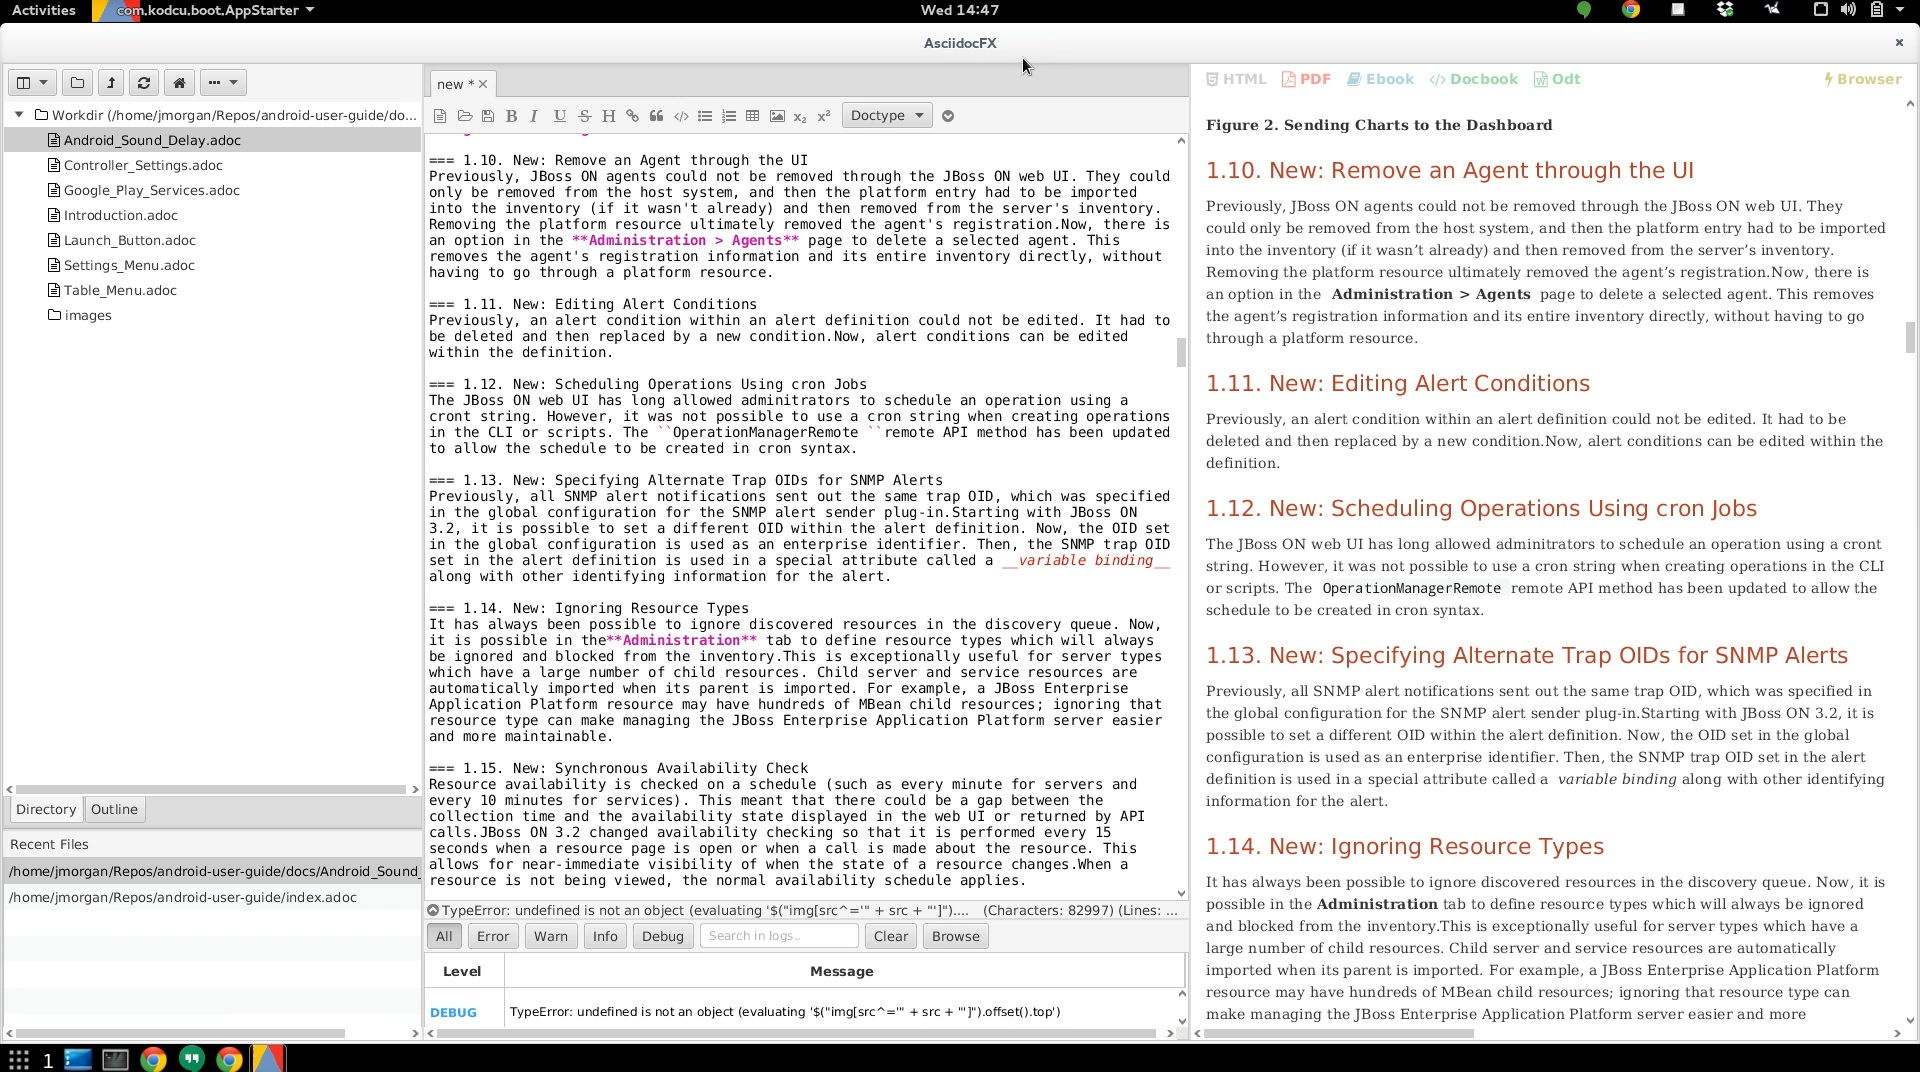 Activities
com.kodcu.boot.AppStarter
Wed 14:47
AsciidocFX
Workdir (/home/jmorgan/Repos/android-user-guide/do...
Android_Sound_Delay.adoc
Controller_Settings.adoc
Google_Play_Services.adoc
Introduction.adoc
Launch_Button.adoc
Settings_Menu.adoc
Table_Menu.adoc
images
Directory
Outline
Recent Files
/home/jmorgan/Repos/android-user-guide/docs/Android_Sound_
/home/jmorgan/Repos/android-user-guide/index.adoc
new *
B I U S H
x₂ x²
Doctype
=== 1.10. New: Remove an Agent through the UI
Previously, JBoss ON agents could not be removed through the JBoss ON web UI. They could
only be removed from the host system, and then the platform entry had to be imported
into the inventory (if it wasn't already) and then removed from the server's inventory.
Removing the platform resource ultimately removed the agent's registration.Now, there is
an option in the **Administration > Agents** page to delete a selected agent. This
removes the agent's registration information and its entire inventory directly, without
having to go through a platform resource.
=== 1.11. New: Editing Alert Conditions
Previously, an alert condition within an alert definition could not be edited. It had to
be deleted and then replaced by a new condition.Now, alert conditions can be edited
within the definition.
=== 1.12. New: Scheduling Operations Using cron Jobs
The JBoss ON web UI has long allowed adminitrators to schedule an operation using a
cront string. However, it was not possible to use a cron string when creating operations
in the CLI or scripts. The ``OperationManagerRemote ``remote API method has been updated
to allow the schedule to be created in cron syntax.
=== 1.13. New: Specifying Alternate Trap OIDs for SNMP Alerts
Previously, all SNMP alert notifications sent out the same trap OID, which was specified
in the global configuration for the SNMP alert sender plug-in.Starting with JBoss ON
3.2, it is possible to set a different OID within the alert definition. Now, the OID set
in the global configuration is used as an enterprise identifier. Then, the SNMP trap OID
set in the alert definition is used in a special attribute called a __variable binding__
along with other identifying information for the alert.
=== 1.14. New: Ignoring Resource Types
It has always been possible to ignore discovered resources in the discovery queue. Now,
it is possible in the**Administration** tab to define resource types which will always
be ignored and blocked from the inventory.This is exceptionally useful for server types
which have a large number of child resources. Child server and service resources are
automatically imported when its parent is imported. For example, a JBoss Enterprise
Application Platform resource may have hundreds of MBean child resources; ignoring that
resource type can make managing the JBoss Enterprise Application Platform server easier
and more maintainable.
=== 1.15. New: Synchronous Availability Check
Resource availability is checked on a schedule (such as every minute for servers and
every 10 minutes for services). This meant that there could be a gap between the
collection time and the availability state displayed in the web UI or returned by API
calls.JBoss ON 3.2 changed availability checking so that it is performed every 15
seconds when a resource page is open or when a call is made about the resource. This
allows for near-immediate visibility of when the state of a resource changes.When a
resource is not being viewed, the normal availability schedule applies.
TypeError: undefined is not an object (evaluating '$("img[src^='" + src + "']").... (Characters: 82997) (Lines: ...
All
Error
Warn
Info
Debug
Search in logs..
Clear
Browse
Level
Message
DEBUG
TypeError: undefined is not an object (evaluating '$("img[src^='" + src + "']").offset().top')
HTML
PDF
Ebook
Docbook
Odt
Browser
Figure 2. Sending Charts to the Dashboard
1.10. New: Remove an Agent through the UI
Previously, JBoss ON agents could not be removed through the JBoss ON web UI. They
could only be removed from the host system, and then the platform entry had to be imported
into the inventory (if it wasn’t already) and then removed from the server’s inventory.
Removing the platform resource ultimately removed the agent’s registration.Now, there is
an option in the Administration > Agents page to delete a selected agent. This removes
the agent’s registration information and its entire inventory directly, without having to go
through a platform resource.
1.11. New: Editing Alert Conditions
Previously, an alert condition within an alert definition could not be edited. It had to be
deleted and then replaced by a new condition.Now, alert conditions can be edited within the
definition.
1.12. New: Scheduling Operations Using cron Jobs
The JBoss ON web UI has long allowed adminitrators to schedule an operation using a cront
string. However, it was not possible to use a cron string when creating operations in the CLI
or scripts. The OperationManagerRemote remote API method has been updated to allow the
schedule to be created in cron syntax.
1.13. New: Specifying Alternate Trap OIDs for SNMP Alerts
Previously, all SNMP alert notifications sent out the same trap OID, which was specified in
the global configuration for the SNMP alert sender plug-in.Starting with JBoss ON 3.2, it is
possible to set a different OID within the alert definition. Now, the OID set in the global
configuration is used as an enterprise identifier. Then, the SNMP trap OID set in the alert
definition is used in a special attribute called a variable binding along with other identifying
information for the alert.
1.14. New: Ignoring Resource Types
It has always been possible to ignore discovered resources in the discovery queue. Now, it is
possible in the Administration tab to define resource types which will always be ignored
and blocked from the inventory.This is exceptionally useful for server types which have a
large number of child resources. Child server and service resources are automatically
imported when its parent is imported. For example, a JBoss Enterprise Application Platform
resource may have hundreds of MBean child resources; ignoring that resource type can
make managing the JBoss Enterprise Application Platform server easier and more
1